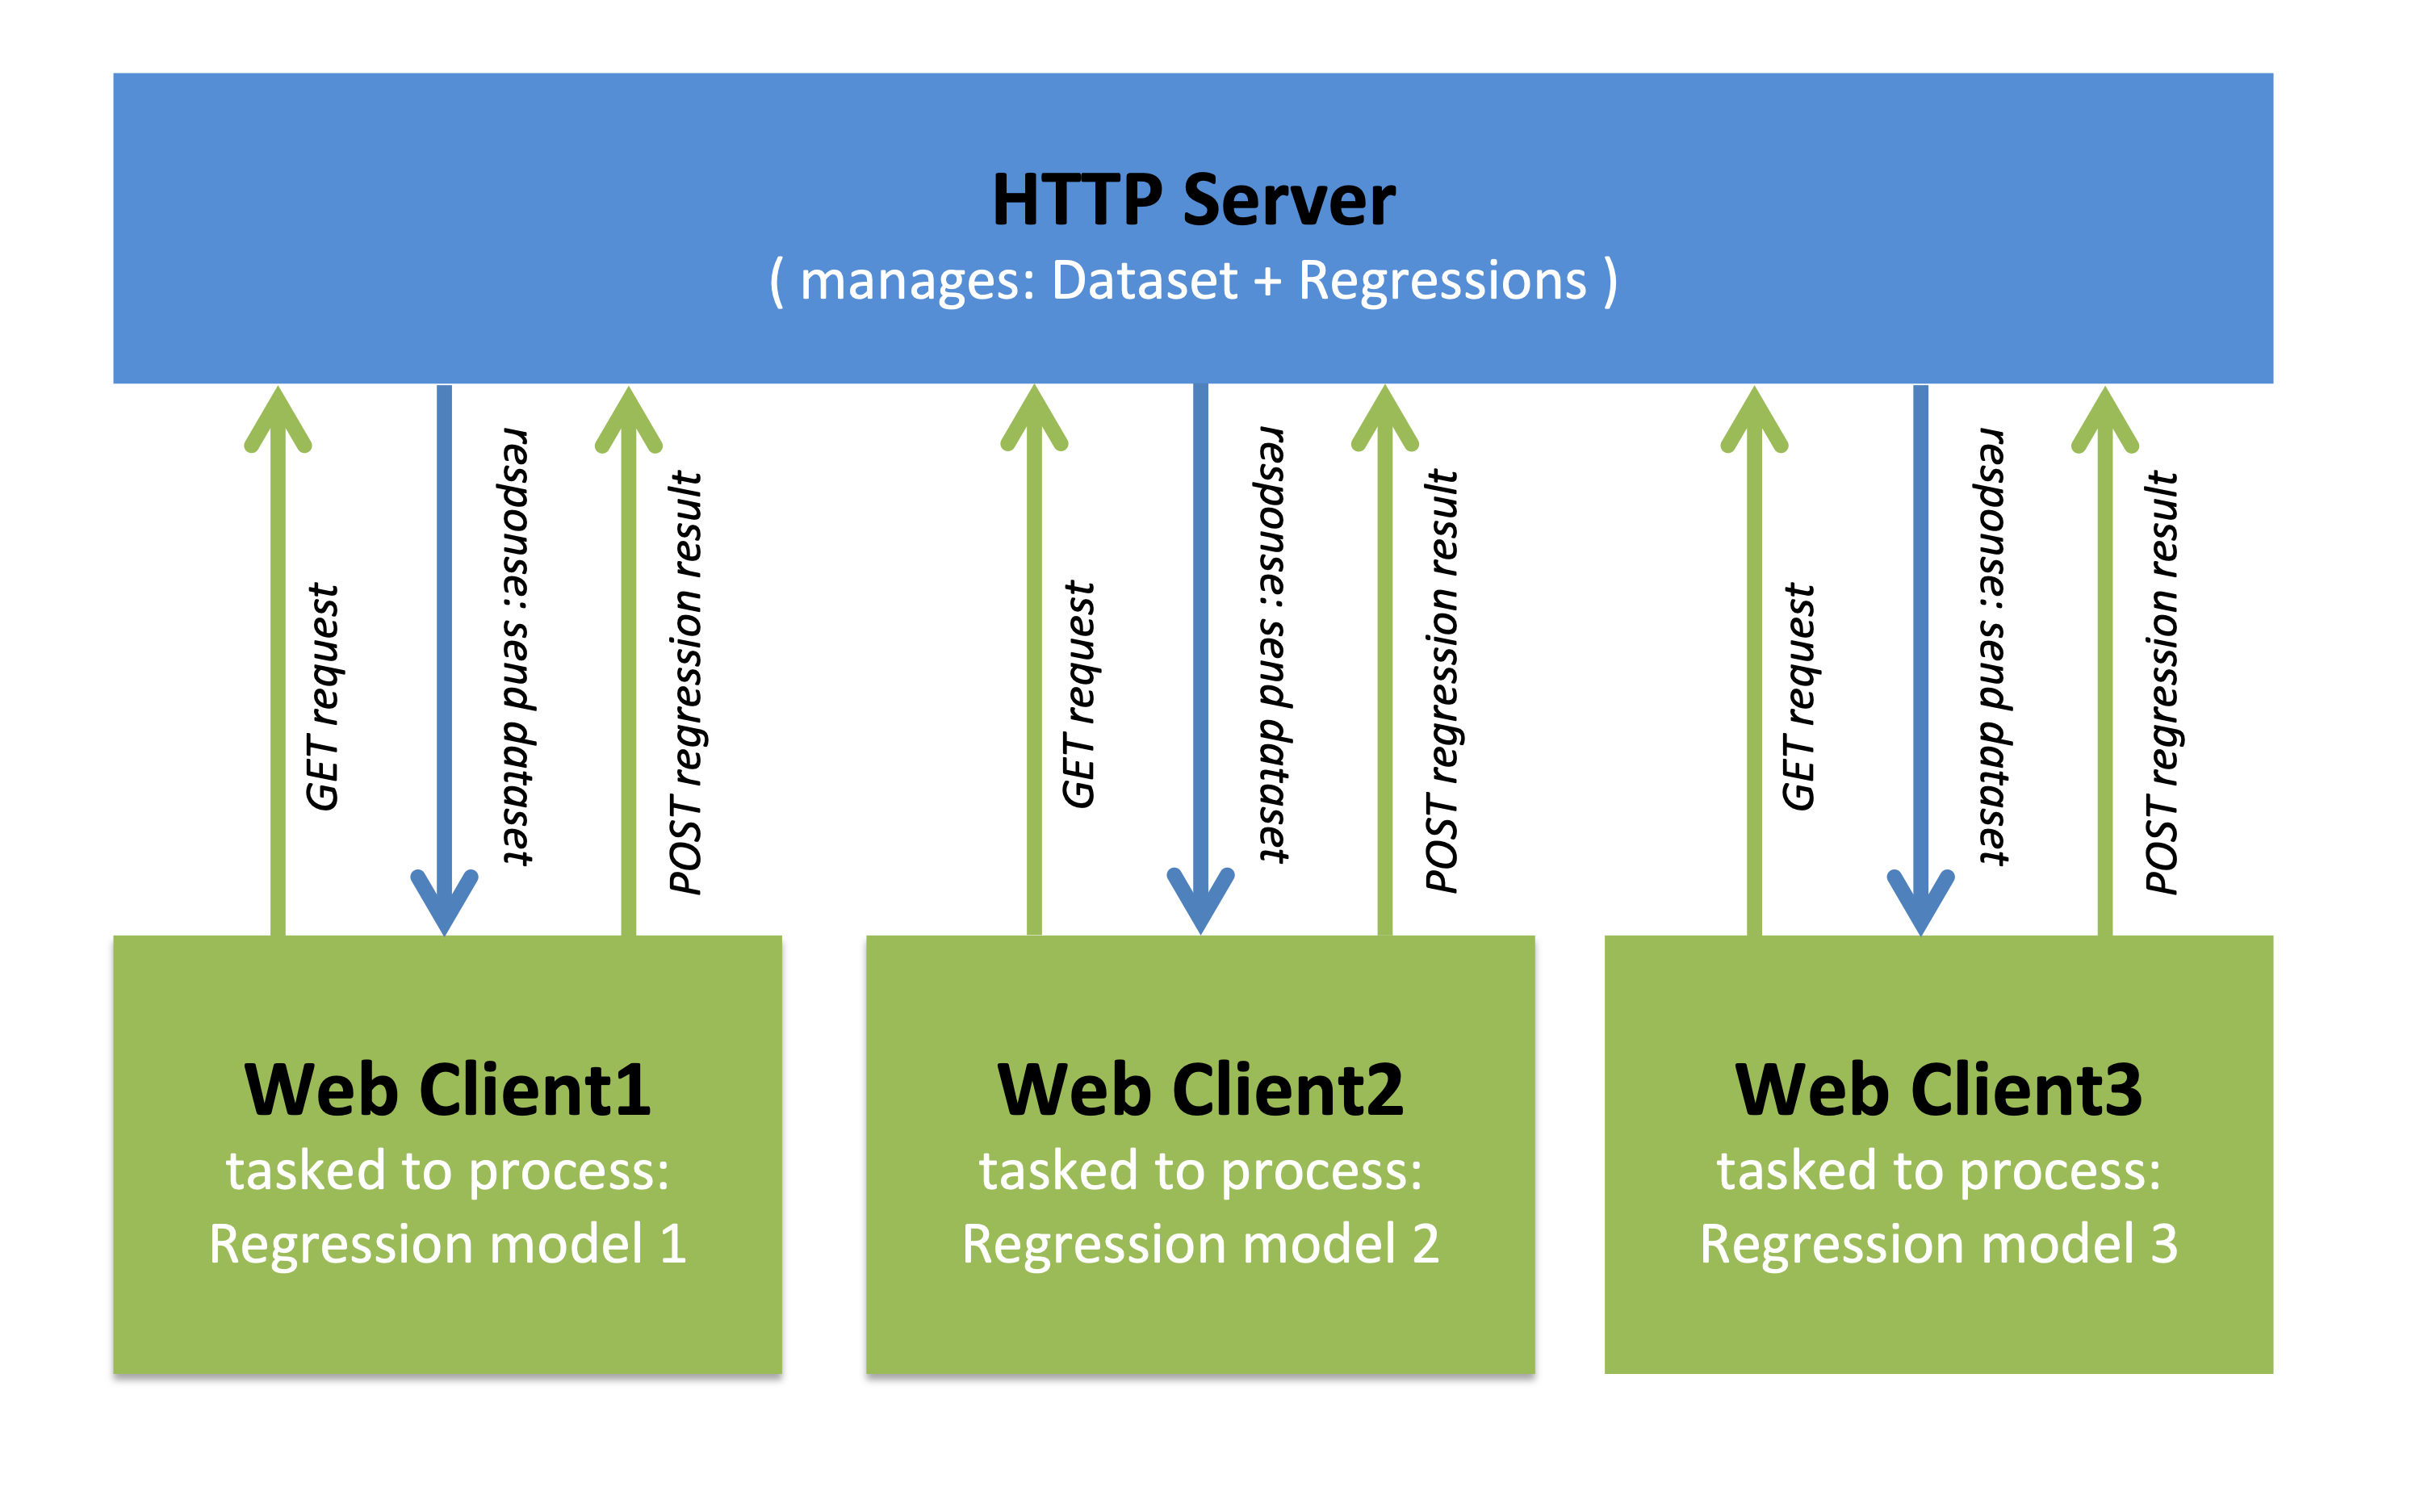 HTTP Server
( manages: Dataset + Regressions )
GET request
response: send dataset
POST regression result
GET request
response: send dataset
POST regression result
GET request
response: send dataset
POST regression result
Web Client1
tasked to process:
Regression model 1
Web Client2
tasked to process:
Regression model 2
Web Client3
tasked to process:
Regression model 3